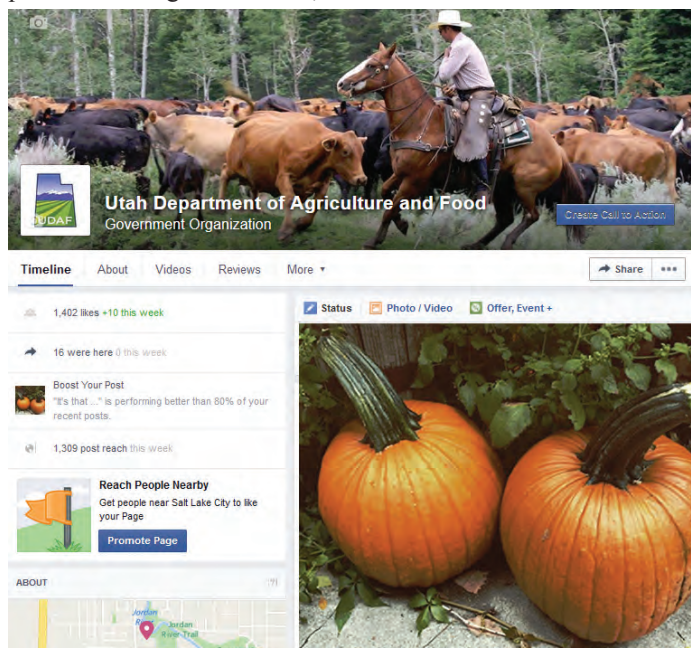 UDAF
Utah Department of Agriculture and Food
Government Organization
Create Call to Action
Timeline About Videos Reviews More
Share
1,402 likes +10 this week
16 were here 0 this week
Boost Your Post
"It's that ..." is performing better than 80% of your
recent posts.
1,309 post reach this week
Reach People Nearby
Get people near Salt Lake City to like
your Page
Promote Page
ABOUT
[?]
Jordan
River
Jordan
River Trail
Status Photo / Video Offer, Event +